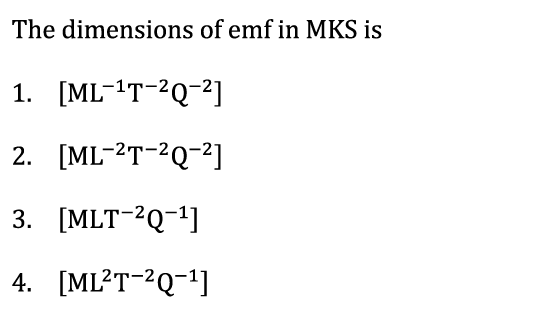 The dimensions of emf in MKS is
1. [ML⁻¹T⁻²Q⁻²]
2. [ML⁻²T⁻²Q⁻²]
3. [MLT⁻²Q⁻¹]
4. [ML²T⁻²Q⁻¹]